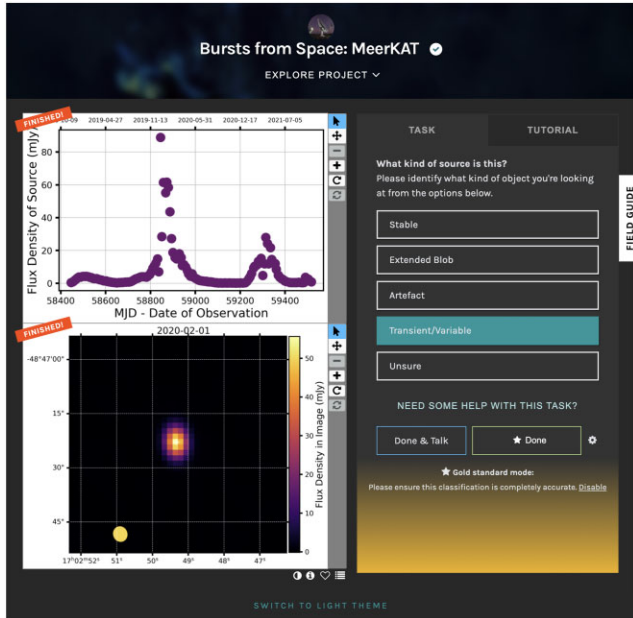 Bursts from Space: MeerKAT
EXPLORE PROJECT
FINISHED!
2019-04-27 2019-11-13 2020-05-31 2020-12-17 2021-07-05
Flux Density of Source (mJy)
80
60
40
20
0
58400 58600 58800 59000 59200 59400
MJD - Date of Observation
FINISHED!
2020-02-01
-48°47'00"
15"
30"
45"
17ʰ02ᵐ52ˢ 51ˢ 50ˢ 49ˢ 48ˢ 47ˢ
50
40
30
20
10
0
Flux Density in Image (mJy)
TASK
TUTORIAL
What kind of source is this?
Please identify what kind of object you're looking
at from the options below.
Stable
Extended Blob
Artefact
Transient/Variable
Unsure
NEED SOME HELP WITH THIS TASK?
Done & Talk
Done
Gold standard mode:
Please ensure this classification is completely accurate. Disable
FIELD GUIDE
SWITCH TO LIGHT THEME